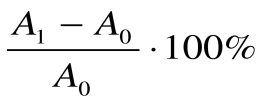 (A₁ − A₀) / A₀ · 100%